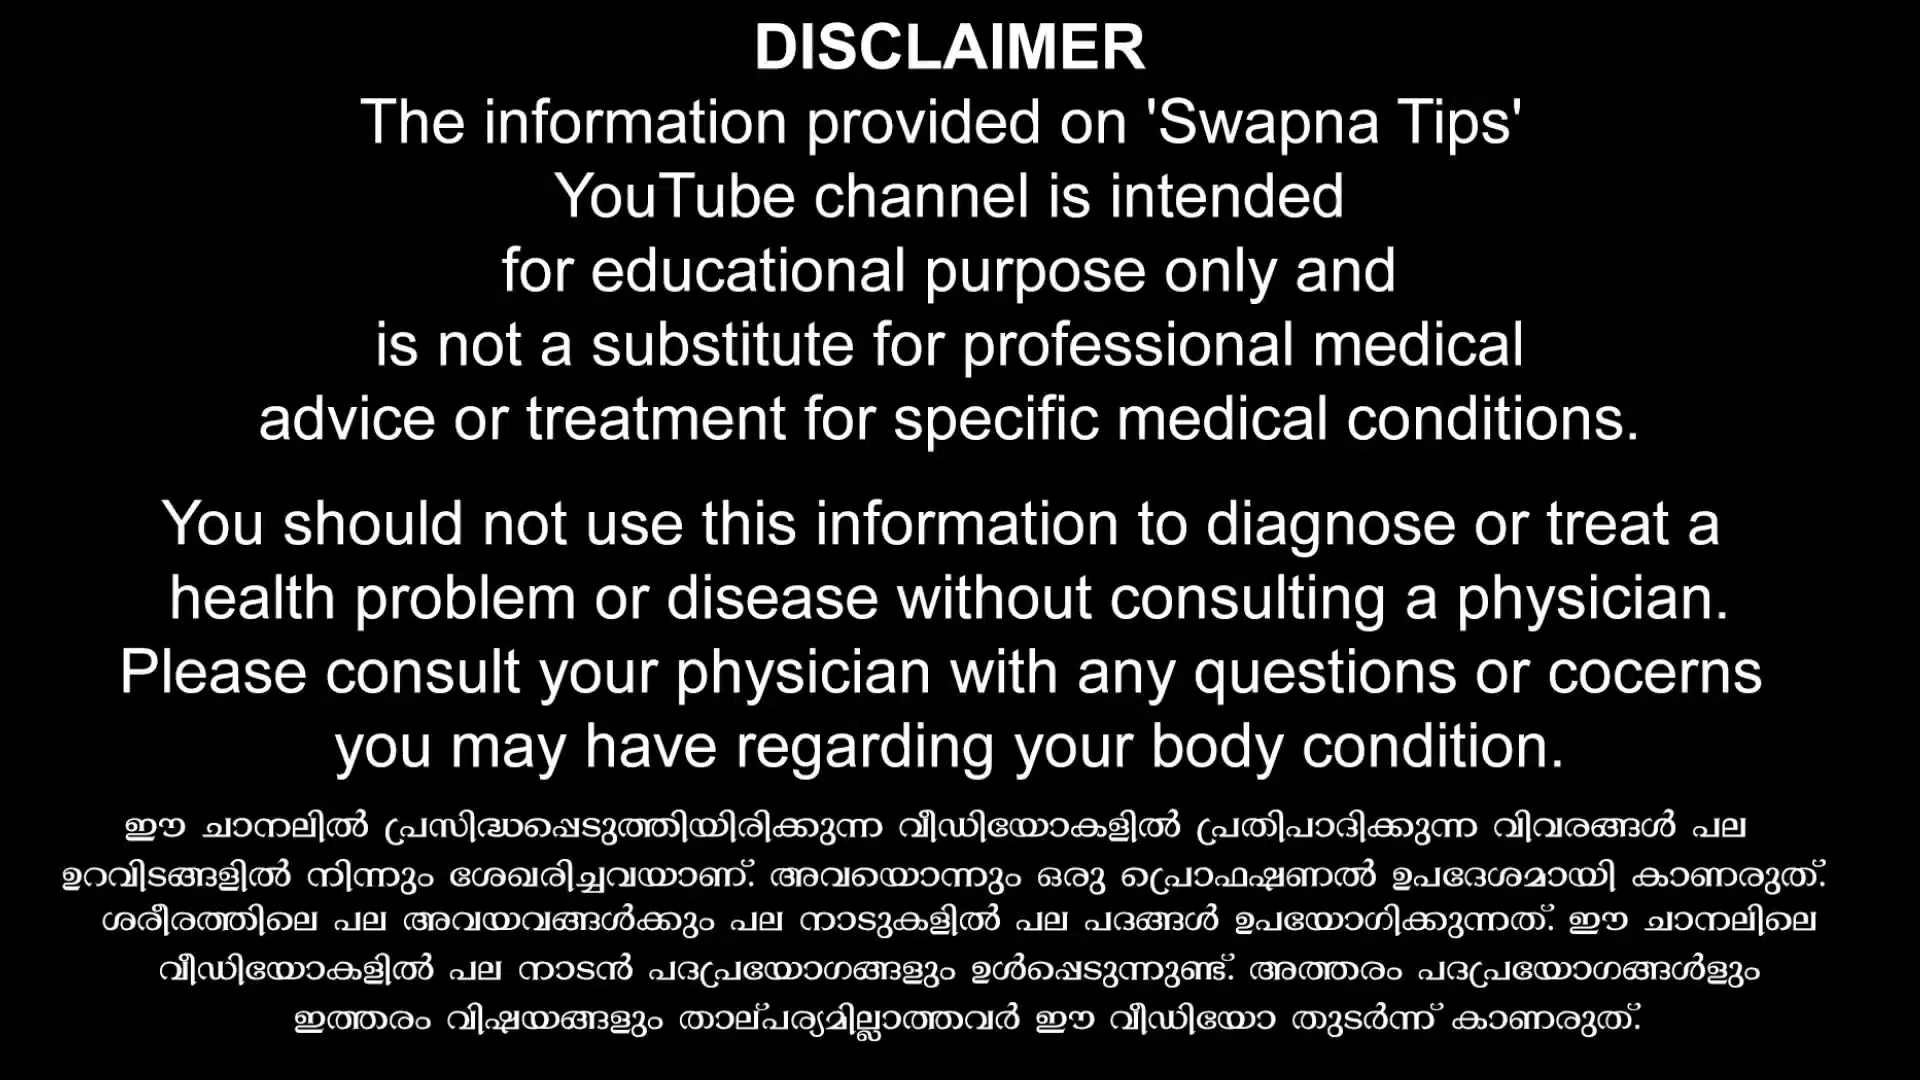 DISCLAIMER
The information provided on 'Swapna Tips'
YouTube channel is intended
for educational purpose only and
is not a substitute for professional medical
advice or treatment for specific medical conditions.
You should not use this information to diagnose or treat a
health problem or disease without consulting a physician.
Please consult your physician with any questions or cocerns
you may have regarding your body condition.
ഈ ചാനലിൽ പ്രസിദ്ധപ്പെടുത്തിയിരിക്കുന്ന വീഡിയോകളിൽ പ്രതിപാദിക്കുന്ന വിവരങ്ങൾ പല
ഉറവിടങ്ങളിൽ നിന്നും ശേഖരിച്ചവയാണ്. അവയൊന്നും ഒരു പ്രൊഫഷണൽ ഉപദേശമായി കാണരുത്.
ശരീരത്തിലെ പല അവയവങ്ങൾക്കും പല നാടുകളിൽ പല പദങ്ങൾ ഉപയോഗിക്കുന്നത്. ഈ ചാനലിലെ
വീഡിയോകളിൽ പല നാടൻ പദപ്രയോഗങ്ങളും ഉൾപ്പെടുന്നുണ്ട്. അത്തരം പദപ്രയോഗങ്ങൾളും
ഇത്തരം വിഷയങ്ങളും താല്പര്യമില്ലാത്തവർ ഈ വീഡിയോ തുടർന്ന് കാണരുത്.